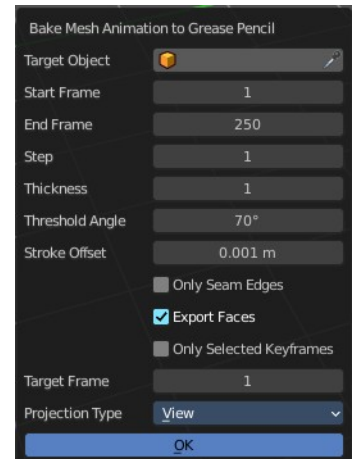 Bake Mesh Animation to Grease Pencil
Target Object
Start Frame 1
End Frame 250
Step 1
Thickness 1
Threshold Angle 70°
Stroke Offset 0.001 m
Only Seam Edges
Export Faces
Only Selected Keyframes
Target Frame 1
Projection Type View
OK